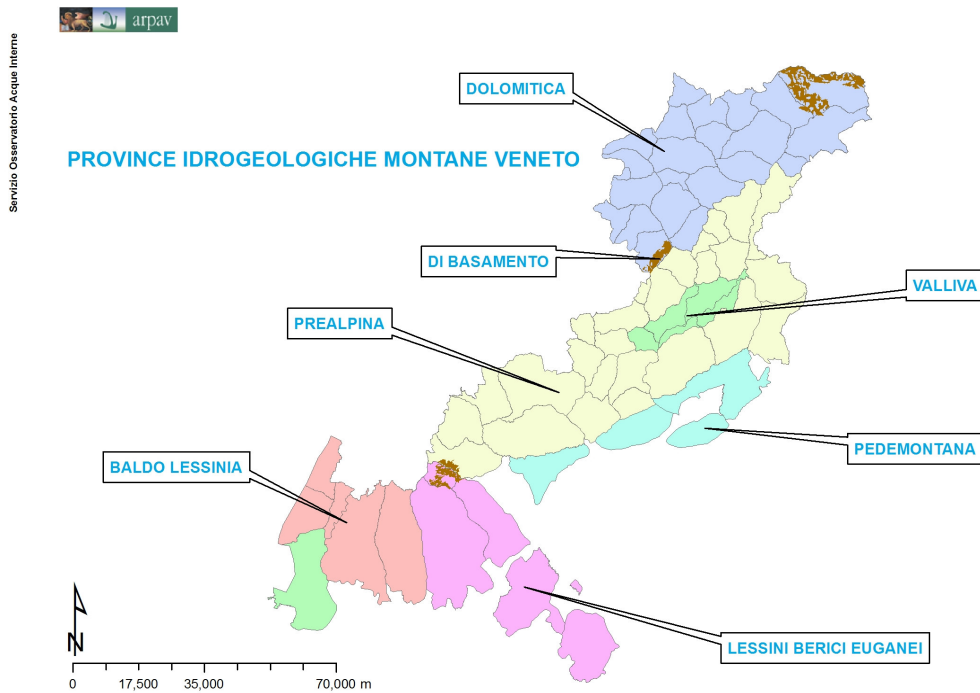 arpav
Servizio Osservatorio Acque Interne
DOLOMITICA
PROVINCE IDROGEOLOGICHE MONTANE VENETO
DI BASAMENTO
VALLIVA
PREALPINA
PEDEMONTANA
BALDO LESSINIA
LESSINI BERICI EUGANEI
N
0 17,500 35,000 70,000 m